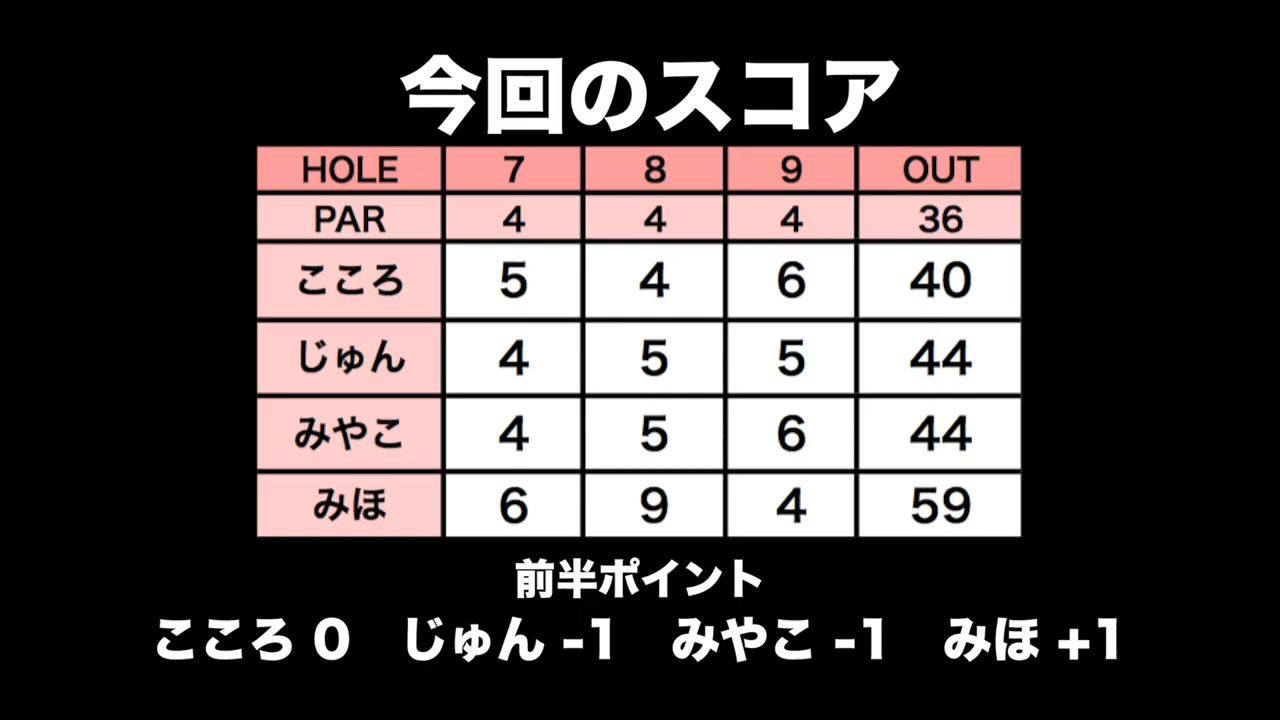 今回のスコア
HOLE 7 8 9 OUT
PAR 4 4 4 36
こころ 5 4 6 40
じゅん 4 5 5 44
みやこ 4 5 6 44
みほ 6 9 4 59
前半ポイント
こころ 0 じゅん -1 みやこ -1 みほ +1